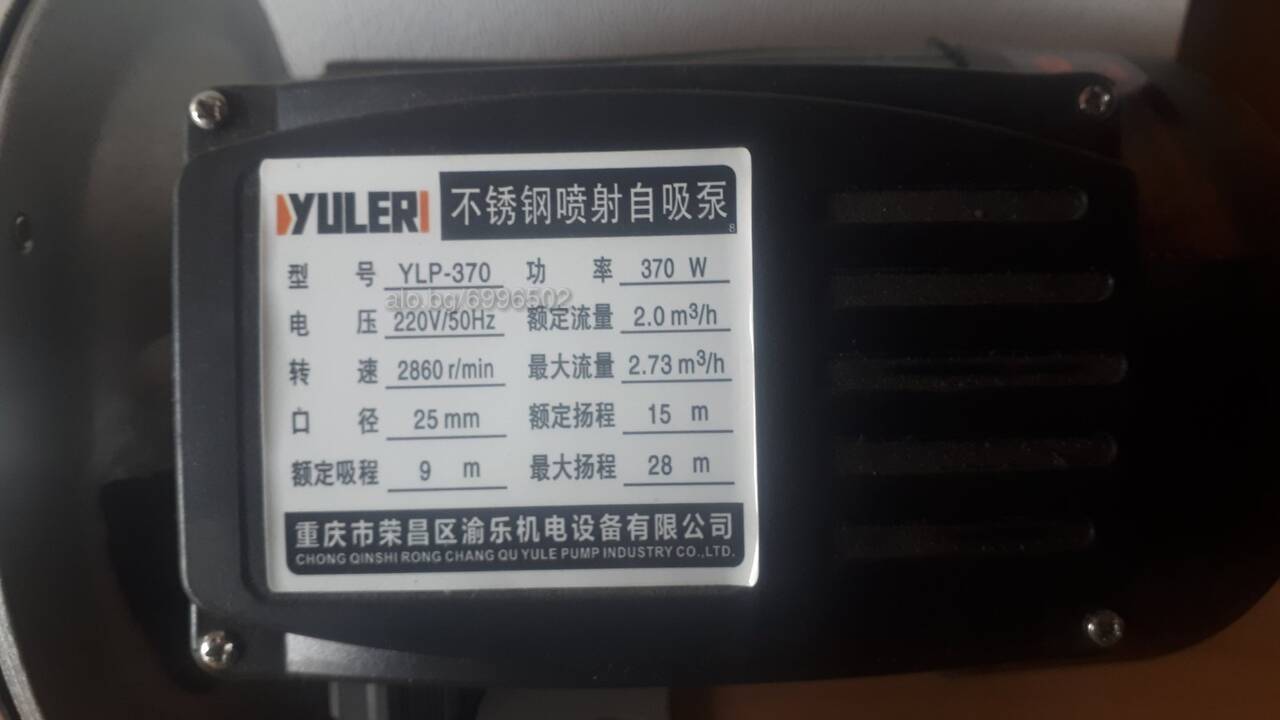 YULER 不锈钢喷射自吸泵 8
型 号 YLP-370 功 率 370 W
alo.bg/6996502
电 压 220V/50Hz 额定流量 2.0 m³/h
转 速 2860 r/min 最大流量 2.73 m³/h
口 径 25 mm 额定扬程 15 m
额定吸程 9 m 最大扬程 28 m
重庆市荣昌区渝乐机电设备有限公司
CHONG QINSHI RONG CHANG QU YULE PUMP INDUSTRY CO.,LTD.